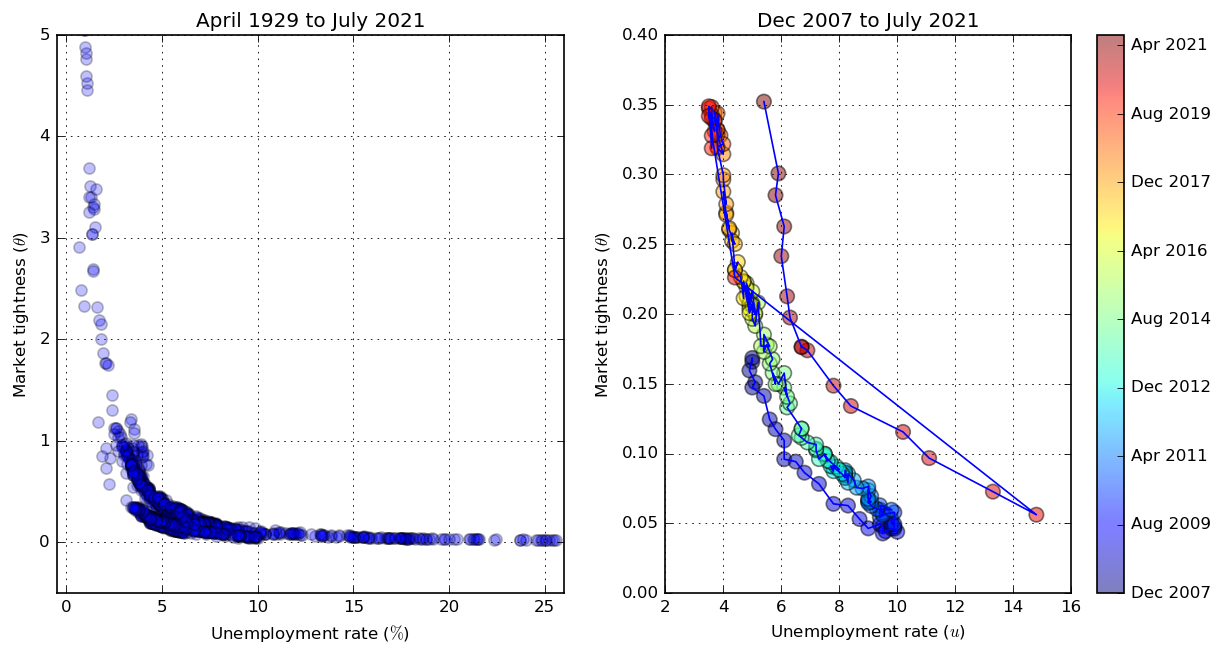 April 1929 to July 2021
5
4
3
2
1
0
Market tightness (θ)
0 5 10 15 20 25
Unemployment rate (%)
Dec 2007 to July 2021
0.40
0.35
0.30
0.25
0.20
0.15
0.10
0.05
0.00
Market tightness (θ)
2 4 6 8 10 12 14 16
Unemployment rate (u)
Apr 2021
Aug 2019
Dec 2017
Apr 2016
Aug 2014
Dec 2012
Apr 2011
Aug 2009
Dec 2007